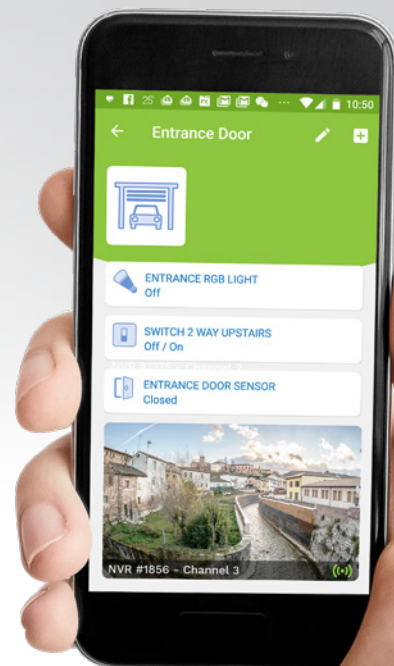 25 10:50
Entrance Door
ENTRANCE RGB LIGHT
Off
SWITCH 2 WAY UPSTAIRS
Off / On
ENTRANCE DOOR SENSOR
Closed
NVR #1856 - Channel 3